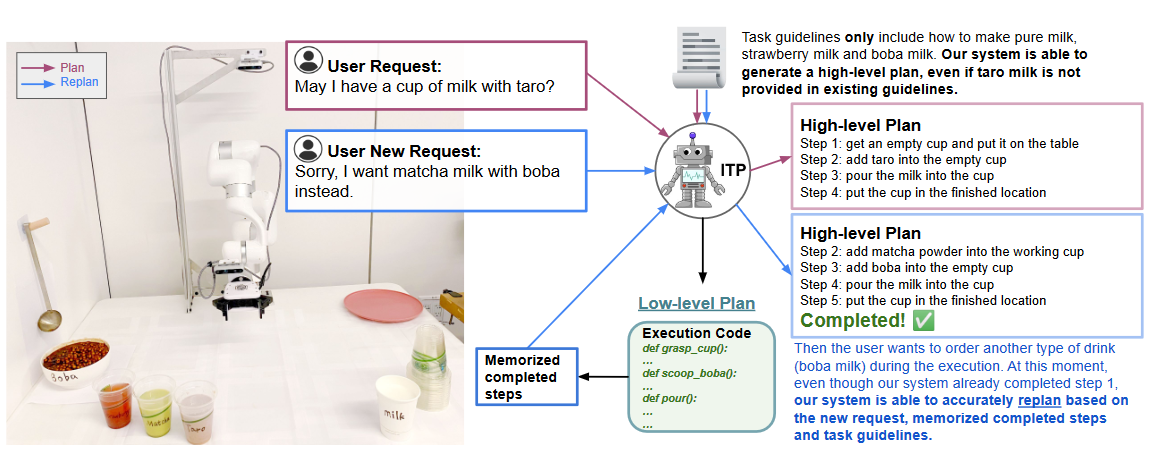 Plan
Replan
User Request:
May I have a cup of milk with taro?
User New Request:
Sorry, I want matcha milk with boba
instead.
Task guidelines only include how to make pure milk,
strawberry milk and boba milk. Our system is able to
generate a high-level plan, even if taro milk is not
provided in existing guidelines.
ITP
High-level Plan
Step 1: get an empty cup and put it on the table
Step 2: add taro into the empty cup
Step 3: pour the milk into the cup
Step 4: put the cup in the finished location
High-level Plan
Step 2: add matcha powder into the working cup
Step 3: add boba into the empty cup
Step 4: pour the milk into the cup
Step 5: put the cup in the finished location
Completed!
Then the user wants to order another type of drink
(boba milk) during the execution. At this moment,
even though our system already completed step 1,
our system is able to accurately replan based on
the new request, memorized completed steps
and task guidelines.
Low-level Plan
Execution Code
def grasp_cup():
...
def scoop_boba():
...
def pour():
...
...
Memorized
completed
steps
Boba
Matcha
Taro
milk